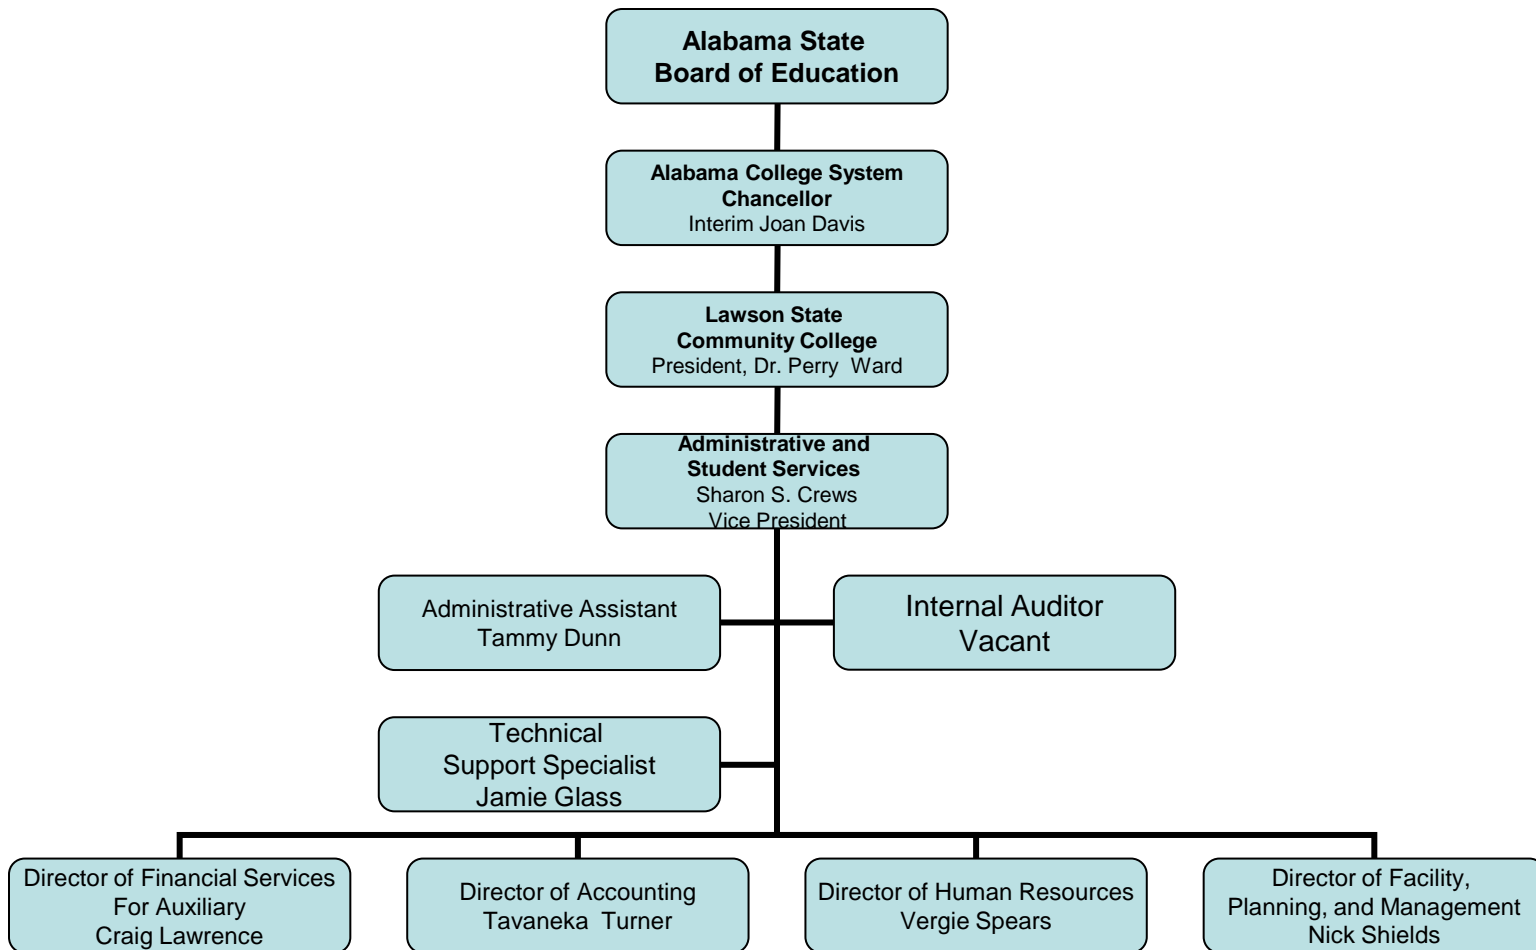 Alabama State
Board of Education
Alabama College System
Chancellor
Interim Joan Davis
Lawson State
Community College
President, Dr. Perry  Ward
Administrative and
Student Services
Sharon S. Crews
Vice President
Administrative Assistant
Tammy Dunn
Internal Auditor
Vacant
Technical
Support Specialist
Jamie Glass
Director of Financial Services
For Auxiliary
Craig Lawrence
Director of Accounting
Tavaneka  Turner
Director of Human Resources
Vergie Spears
Director of Facility,
Planning, and Management
Nick Shields